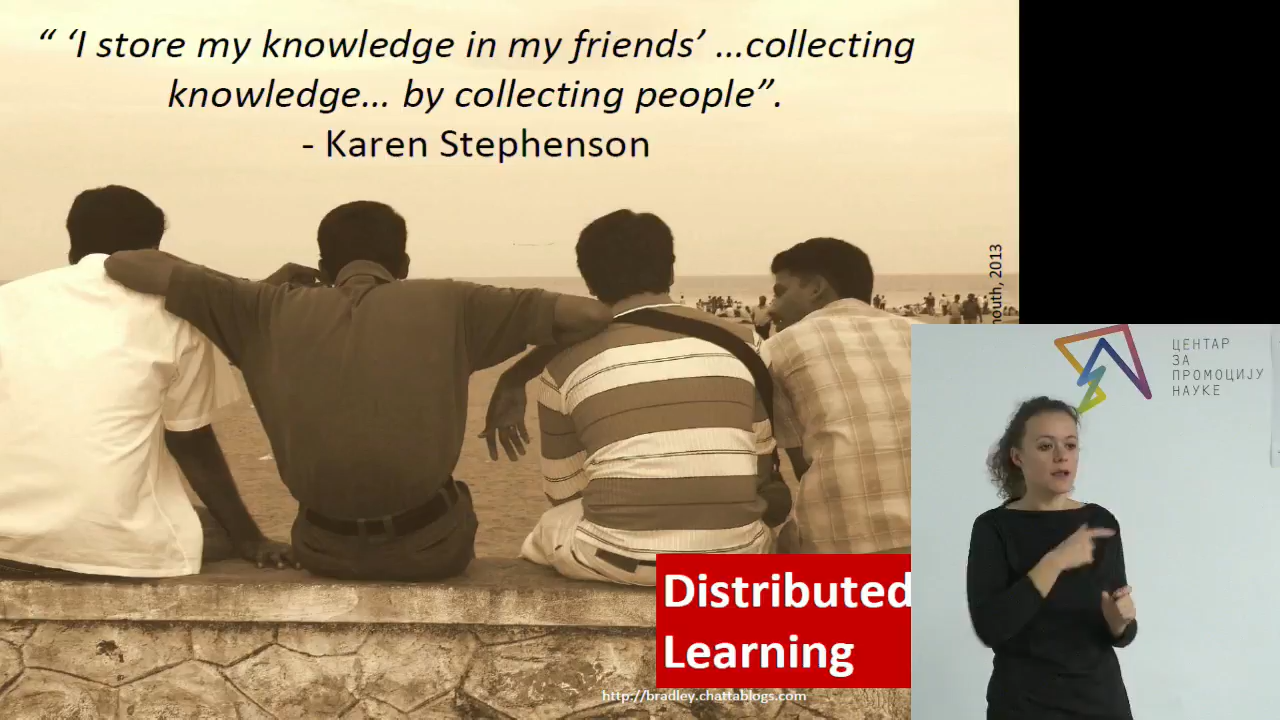 “ ‘I store my knowledge in my friends’ …collecting
knowledge… by collecting people”.
- Karen Stephenson
2013
ЦЕНТАР
ЗА
ПРОМОЦИЈУ
НАУКЕ
Distributed
Learning
http://bradley.chattablogs.com